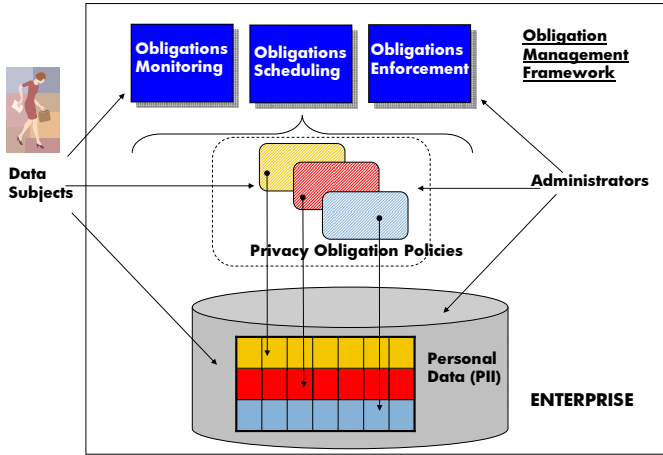 Obligations
Monitoring
Obligations
Scheduling
Obligations
Enforcement
Obligation
Management
Framework
Data
Subjects
Administrators
Privacy Obligation Policies
Personal
Data (PII)
ENTERPRISE